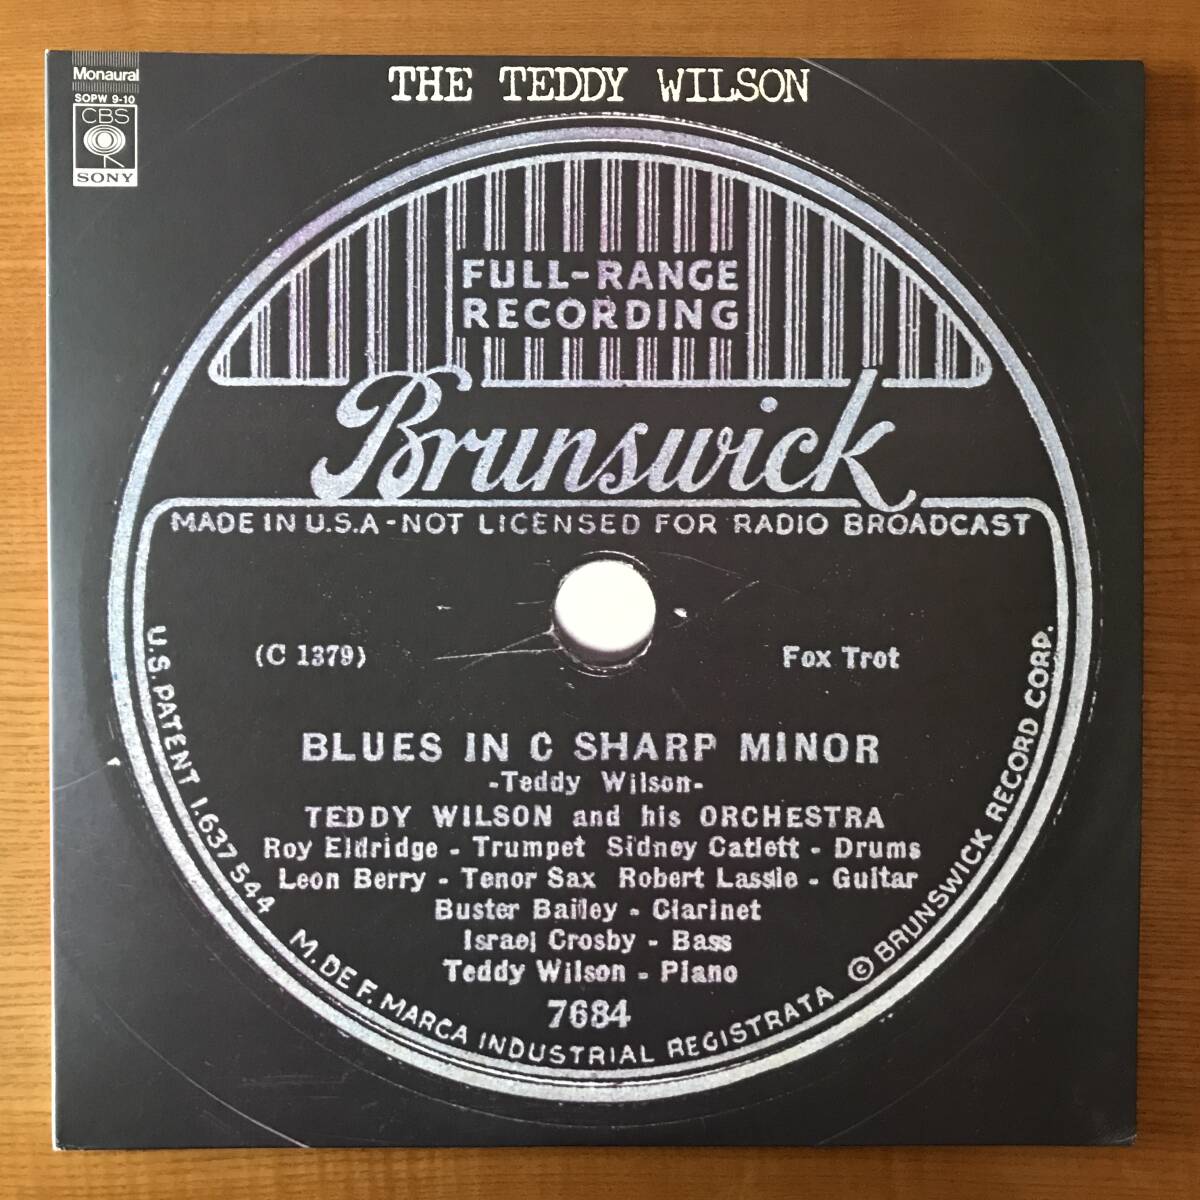 Monaural
SOPW 9-10
CBS
SONY
THE TEDDY WILSON
FULL-RANGE
RECORDING
Brunswick
MADE IN U.S.A-NOT LICENSED FOR RADIO BROADCAST
(C 1379)
Fox Trot
BLUES IN C SHARP MINOR
-Teddy Wilson-
TEDDY WILSON and his ORCHESTRA
Roy Eldridge - Trumpet Sidney Catlett - Drums
Leon Berry - Tenor Sax Robert Lassie - Guitar
Buster Bailey - Clarinet
Israel Crosby - Bass
Teddy Wilson - Piano
7684
U.S. PATENT 1.637544
M. DE F. MARCA INDUSTRIAL REGISTRATA
© BRUNSWICK RECORD CORP.